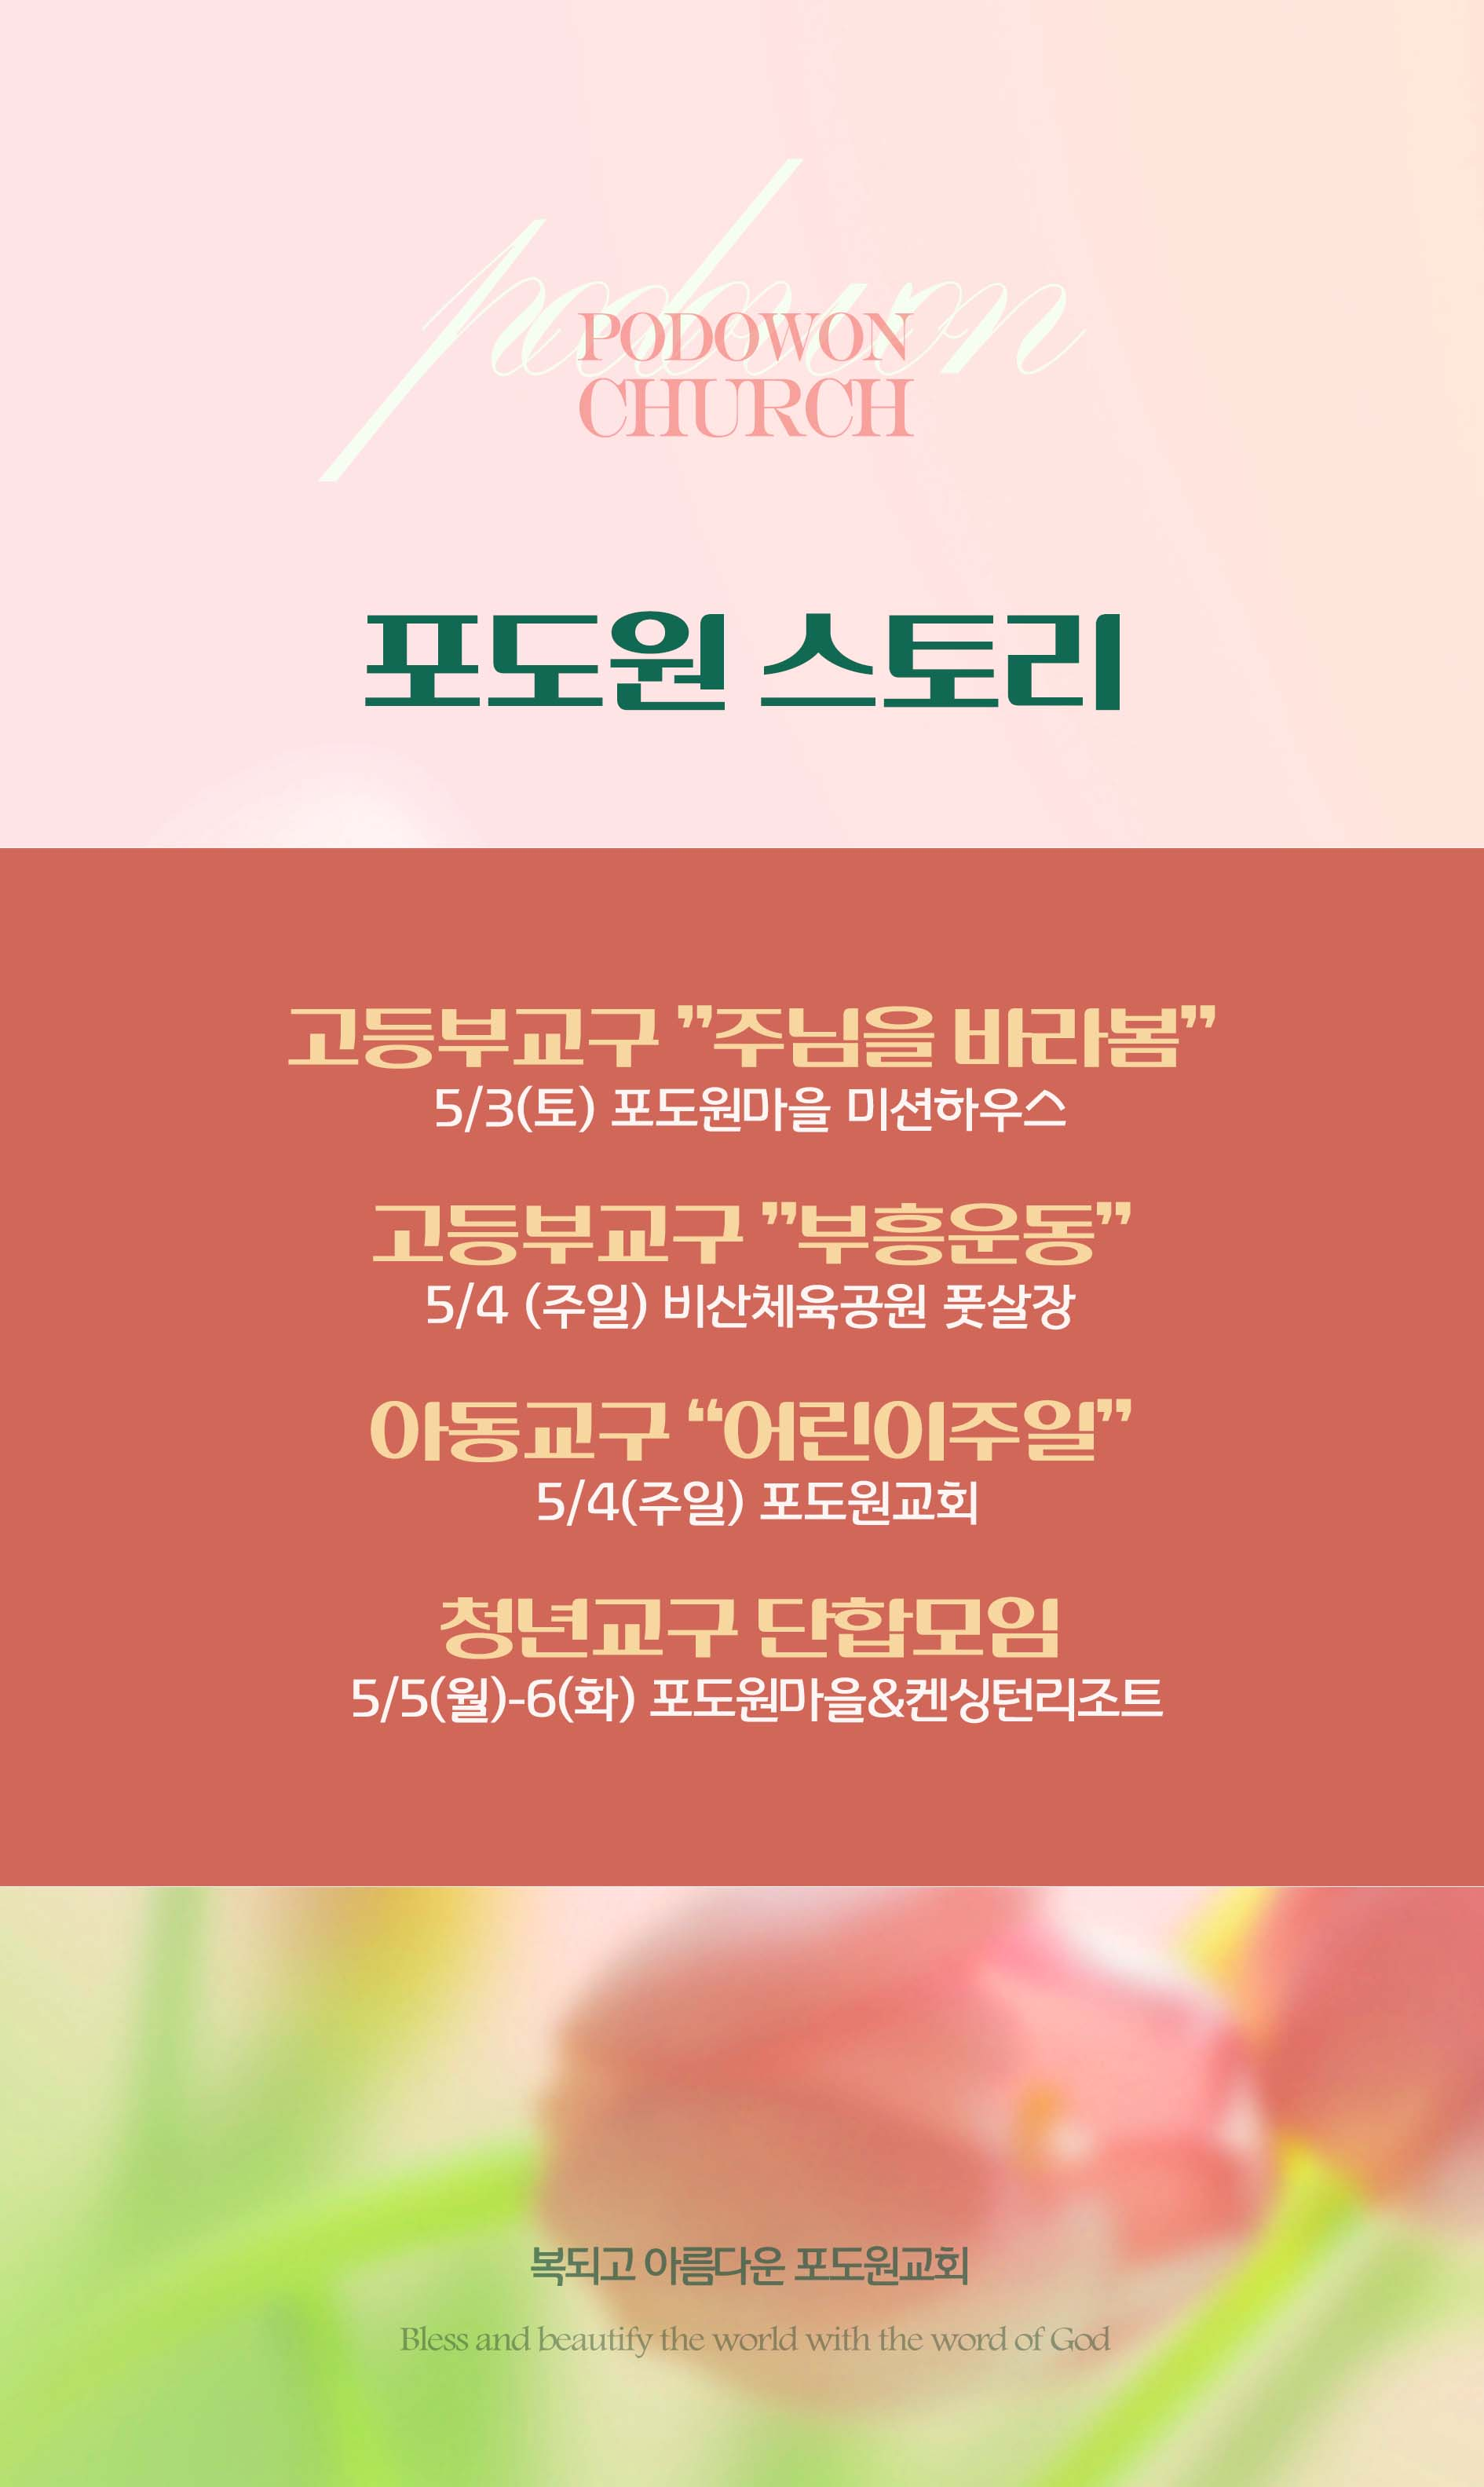 podowon
PODOWON
CHURCH
포도원 스토리
고등부교구 ”주님을 바라봄”
5/3(토) 포도원마을 미션하우스
고등부교구 ”부흥운동”
5/4 (주일) 비산체육공원 풋살장
아동교구 “어린이주일”
5/4(주일) 포도원교회
청년교구 단합모임
5/5(월)-6(화) 포도원마을&켄싱턴리조트
복되고 아름다운 포도원교회
Bless and beautify the world with the word of God